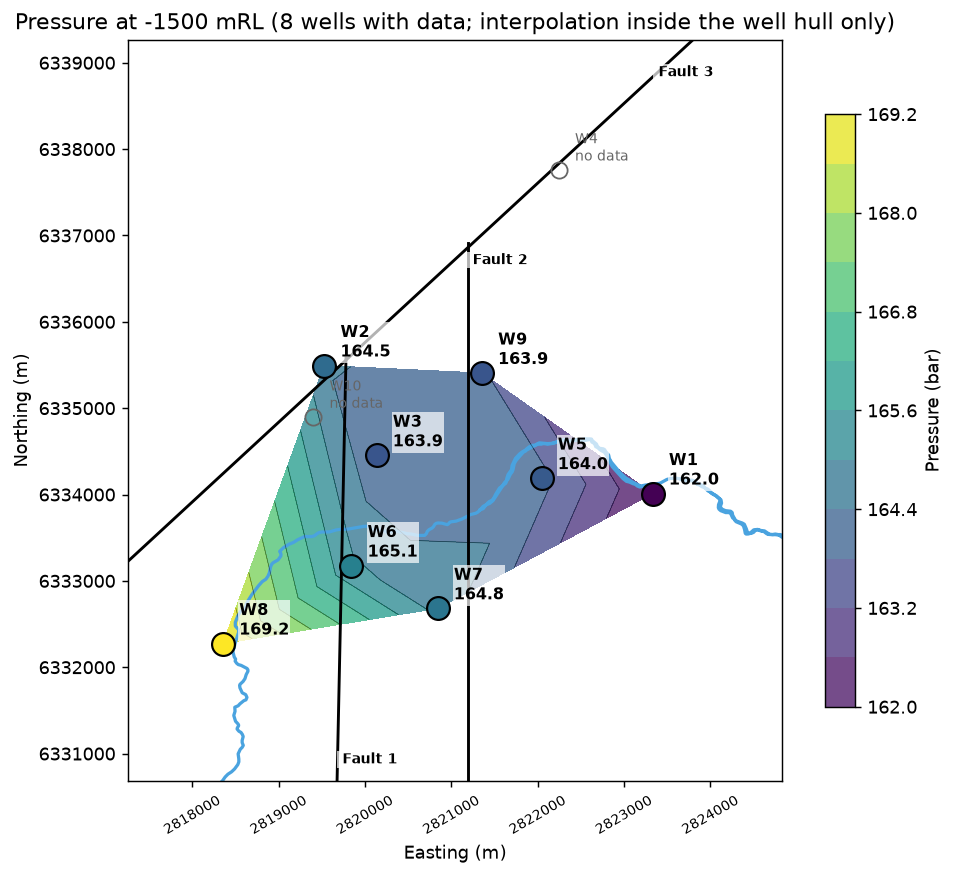 Pressure at -1500 mRL (8 wells with data; interpolation inside the well hull only)
6339000
6338000
6337000
6336000
6335000
6334000
6333000
6332000
6331000
Northing (m)
2818000
2819000
2820000
2821000
2822000
2823000
2824000
Easting (m)
Fault 3
W4
no data
Fault 2
W2
164.5
W9
163.9
W10
no data
W3
163.9
W5
164.0
W1
162.0
W6
165.1
W7
164.8
W8
169.2
Fault 1
169.2
168.0
166.8
165.6
164.4
163.2
162.0
Pressure (bar)